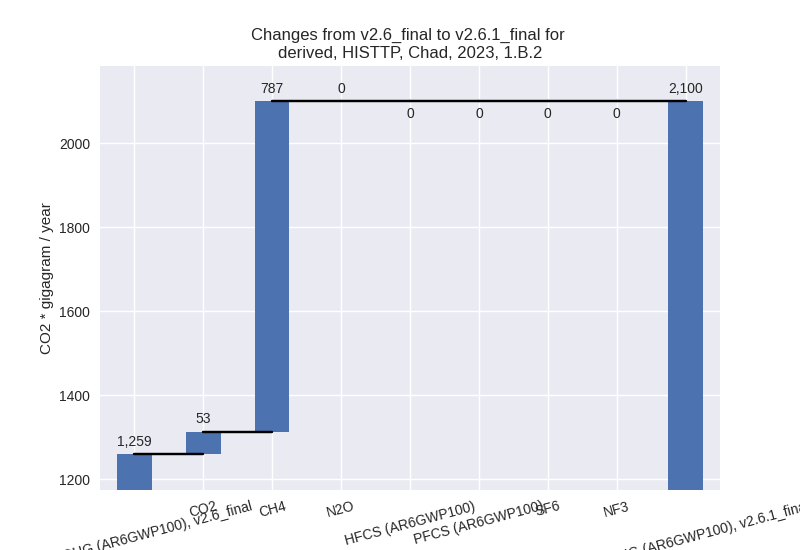 Changes from v2.6_final to v2.6.1_final for
derived, HISTTP, Chad, 2023, 1.B.2
787
0
2,100
0
0
0
0
2000
1800
CO2 * gigagram / year
1600
1400
53
1,259
1200
(AR6GWP100), v2.6_final
CO2
CH4
N2O
HFCS (AR6GWP100)
PFCS (AR6GWP100)
SF6
NF3
(AR6GWP100), v2.6.1_fina